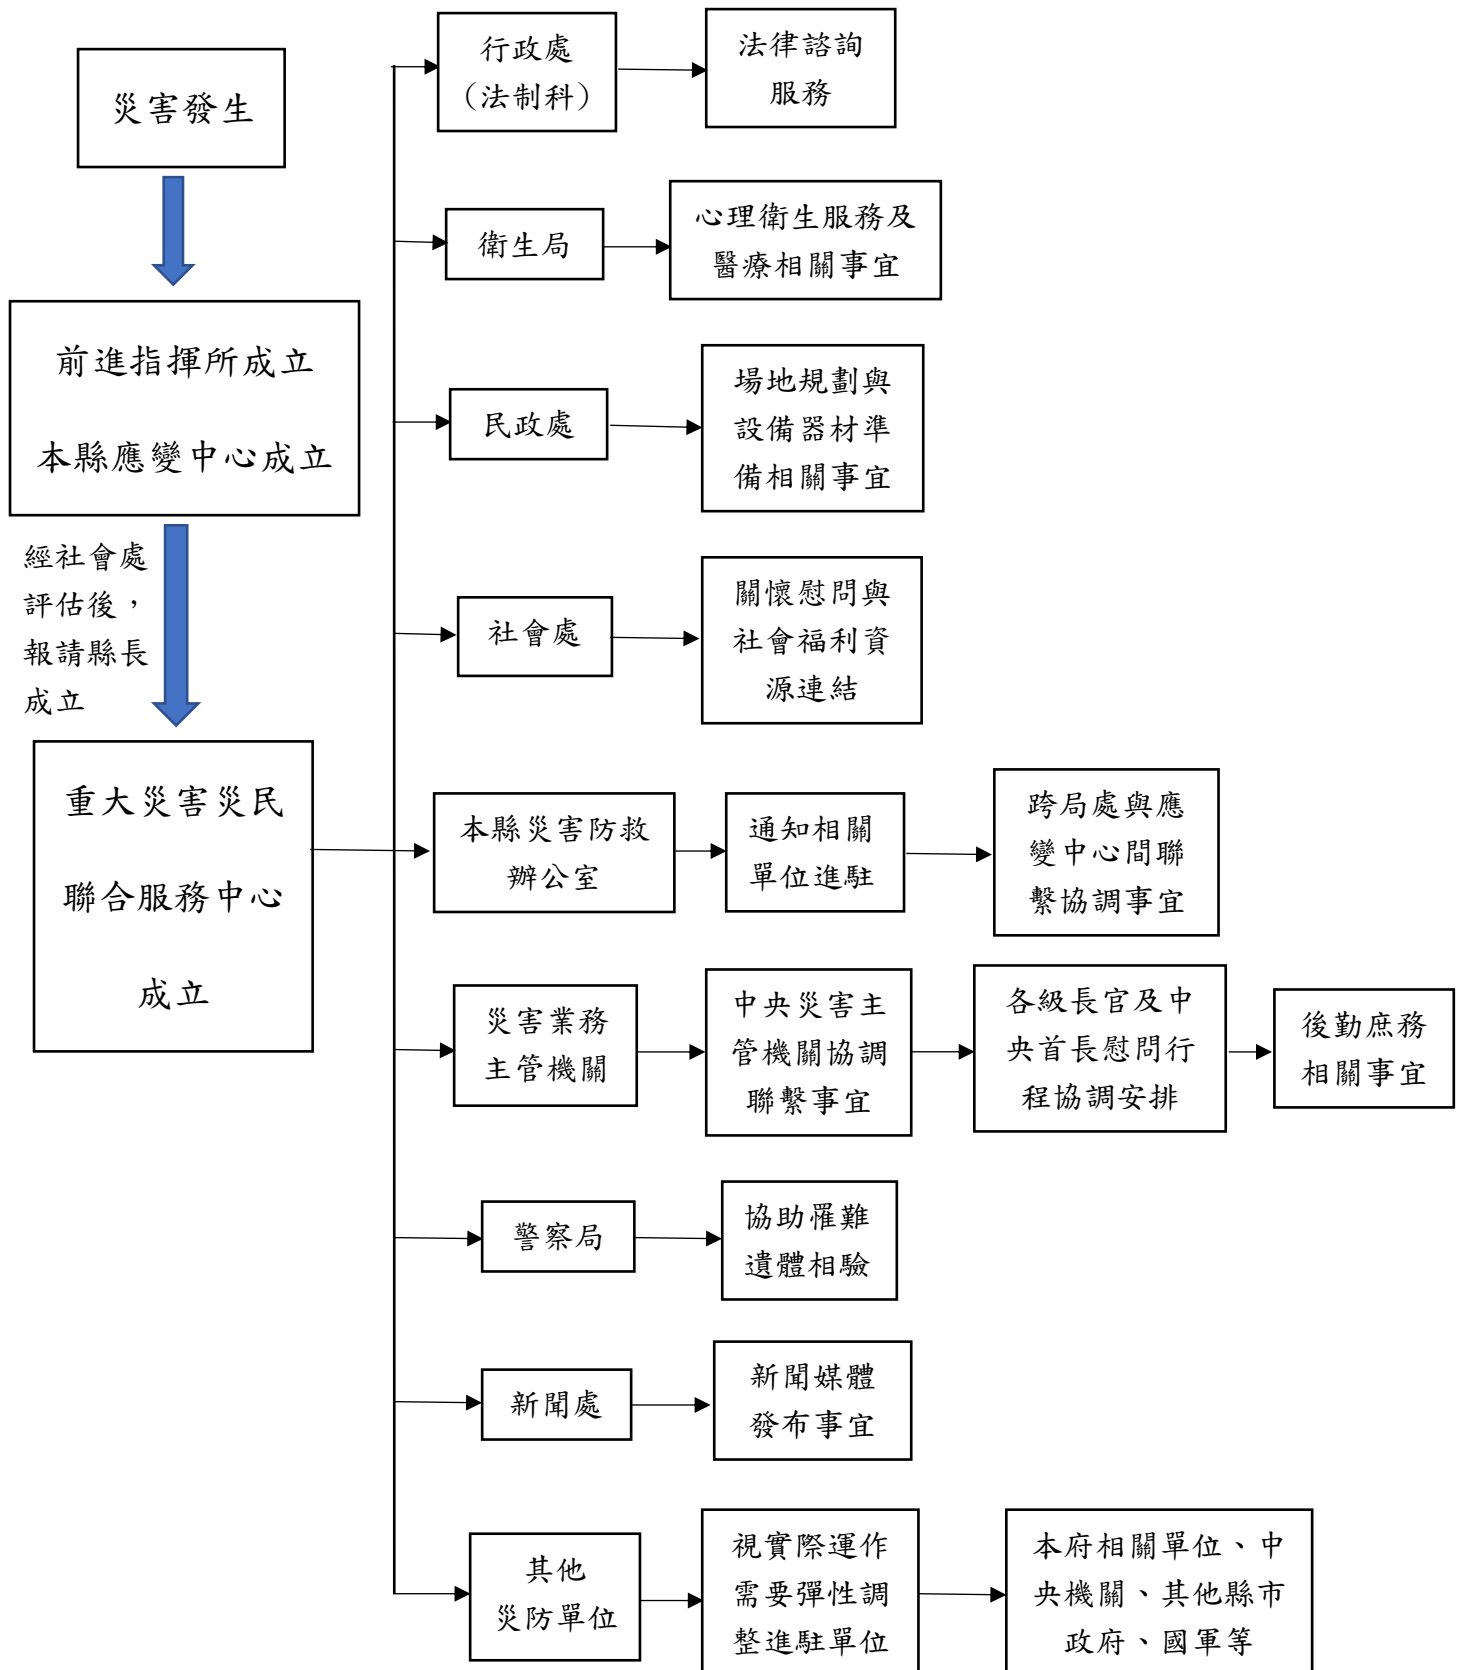 災害發生
前進指揮所成立
本縣應變中心成立
經社會處
評估後，
報請縣長
成立
重大災害災民
聯合服務中心
成立
行政處
（法制科）
法律諮詢
服務
衛生局
心理衛生服務及
醫療相關事宜
民政處
場地規劃與
設備器材準
備相關事宜
社會處
關懷慰問與
社會福利資
源連結
本縣災害防救
辦公室
通知相關
單位進駐
跨局處與應
變中心間聯
繫協調事宜
災害業務
主管機關
中央災害主
管機關協調
聯繫事宜
各級長官及中
央首長慰問行
程協調安排
後勤庶務
相關事宜
警察局
協助罹難
遺體相驗
新聞處
新聞媒體
發布事宜
其他
災防單位
視實際運作
需要彈性調
整進駐單位
本府相關單位、中
央機關、其他縣市
政府、國軍等